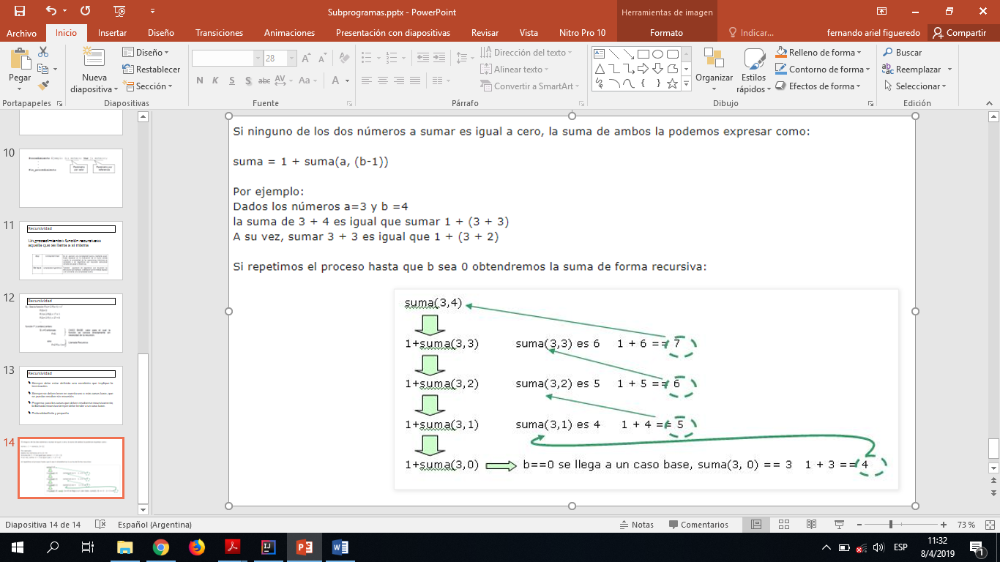 Subprogramas.pptx - PowerPoint
Herramientas de imagen
Archivo Inicio Insertar Diseño Transiciones Animaciones Presentación con diapositivas Revisar Vista Nitro Pro 10 Formato Indicar... fernando ariel figueredo Compartir
Pegar
Nueva diapositiva
Diseño
Restablecer
Sección
28
N K S S abc AV Aa A
Dirección del texto
Alinear texto
Convertir a SmartArt
Organizar
Estilos rápidos
Relleno de forma
Contorno de forma
Efectos de forma
Buscar
Reemplazar
Seleccionar
Portapapeles Diapositivas Fuente Párrafo Dibujo Edición
10
11
Recursividad
12
Recursividad
13
Recursividad
14
Si ninguno de los dos números a sumar es igual a cero, la suma de ambos la podemos expresar como:
suma = 1 + suma(a, (b-1))
Por ejemplo:
Dados los números a=3 y b =4
la suma de 3 + 4 es igual que sumar 1 + (3 + 3)
A su vez, sumar 3 + 3 es igual que 1 + (3 + 2)
Si repetimos el proceso hasta que b sea 0 obtendremos la suma de forma recursiva:
suma(3,4)
1+suma(3,3) suma(3,3) es 6 1 + 6 == 7
1+suma(3,2) suma(3,2) es 5 1 + 5 == 6
1+suma(3,1) suma(3,1) es 4 1 + 4 == 5
1+suma(3,0) b==0 se llega a un caso base, suma(3, 0) == 3 1 + 3 == 4
Diapositiva 14 de 14 Español (Argentina) Notas Comentarios 73 %
ESP
11:32
8/4/2019
1